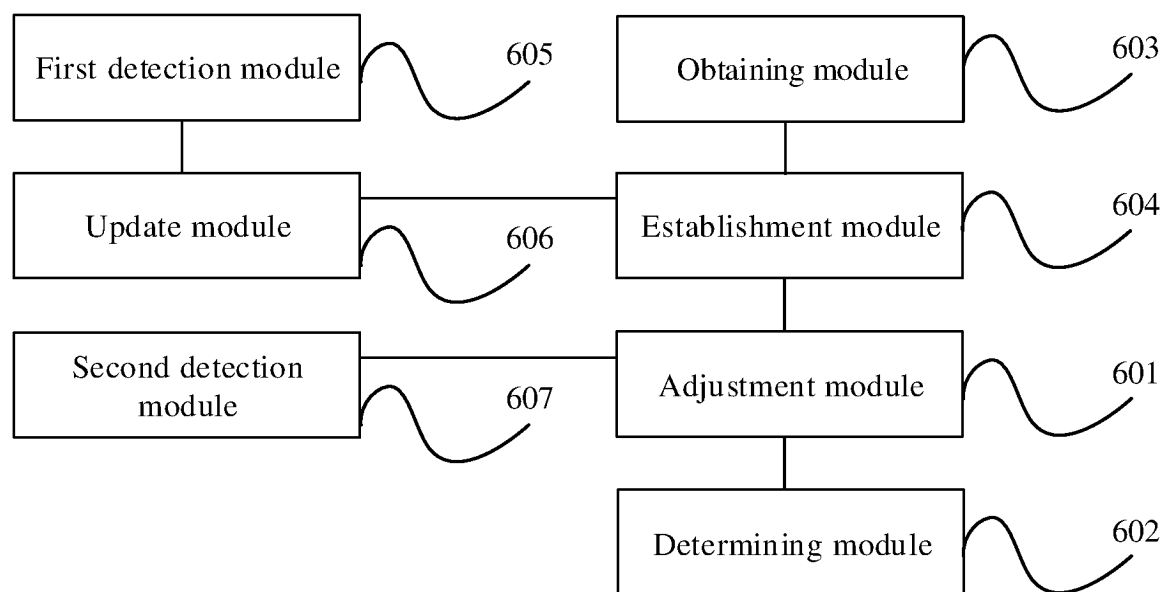 First detection module
605
Obtaining module
603
Update module
606
Establishment module
604
Second detection
module
607
Adjustment module
601
Determining module
602